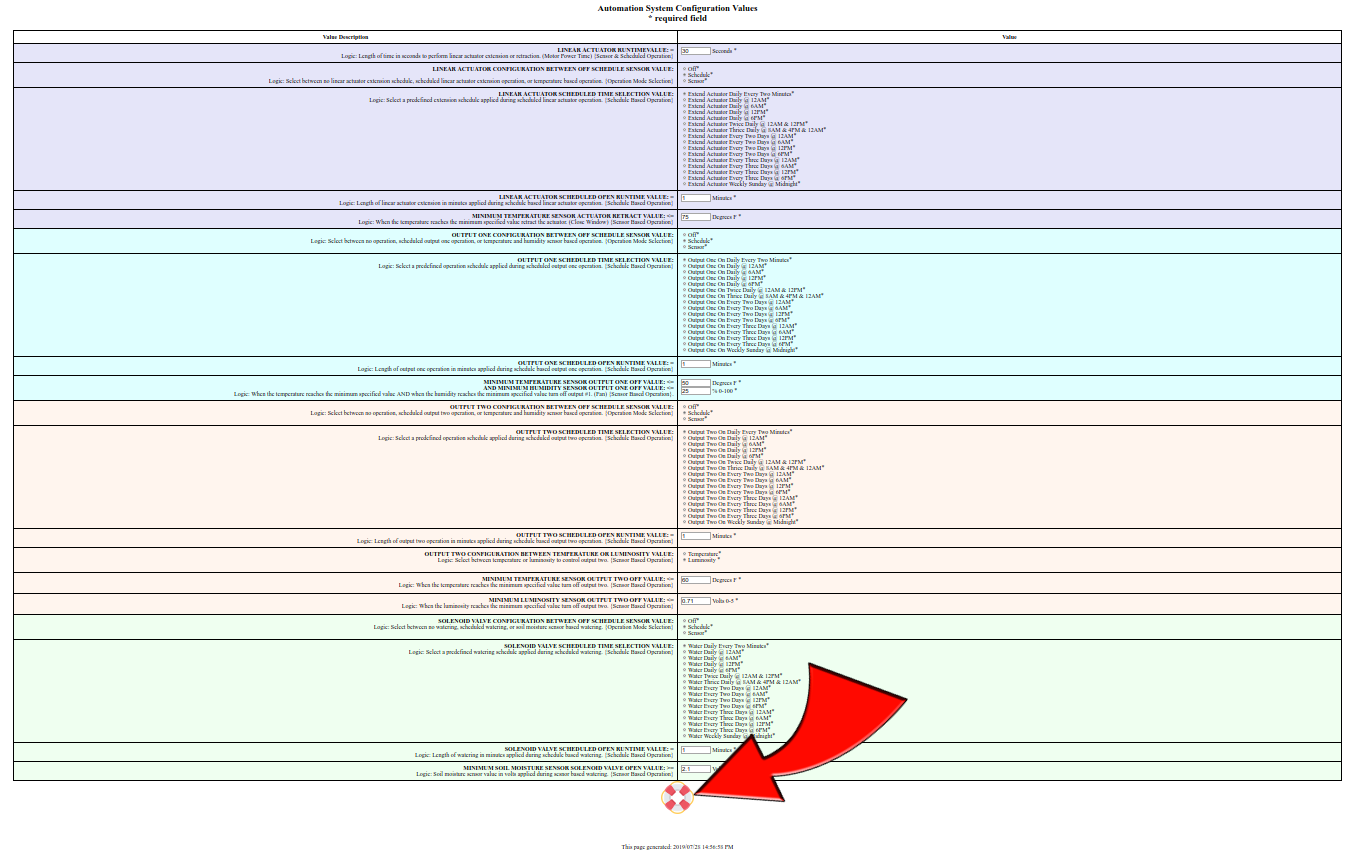 Automation System Configuration Values
* required field
Value Description
Value
LINEAR ACTUATOR RUNTIMEVALUE: =
Logic: Length of time in seconds to perform linear actuator extension or retraction. (Motor Power Time) [Sensor & Scheduled Operation]
30 Seconds *
LINEAR ACTUATOR CONFIGURATION BETWEEN OFF SCHEDULE SENSOR VALUE:
Logic: Select between no linear actuator extension schedule, scheduled linear actuator extension operation, or temperature based operation. [Operation Mode Selection]
Off*
Schedule*
Sensor*
LINEAR ACTUATOR SCHEDULED TIME SELECTION VALUE:
Logic: Select a predefined extension schedule applied during scheduled linear actuator operation. [Schedule Based Operation]
Extend Actuator Daily Every Two Minutes*
Extend Actuator Daily @ 12AM*
Extend Actuator Daily @ 6AM*
Extend Actuator Daily @ 12PM*
Extend Actuator Daily @ 6PM*
Extend Actuator Twice Daily @ 12AM & 12PM*
Extend Actuator Thrice Daily @ 8AM & 4PM & 12AM*
Extend Actuator Every Two Days @ 12AM*
Extend Actuator Every Two Days @ 6AM*
Extend Actuator Every Two Days @ 12PM*
Extend Actuator Every Two Days @ 6PM*
Extend Actuator Every Three Days @ 12AM*
Extend Actuator Every Three Days @ 6AM*
Extend Actuator Every Three Days @ 12PM*
Extend Actuator Every Three Days @ 6PM*
Extend Actuator Weekly Sunday @ Midnight*
LINEAR ACTUATOR SCHEDULED OPEN RUNTIME VALUE: =
Logic: Length of linear actuator extension in minutes applied during schedule based operation. [Schedule Based Operation]
1 Minutes *
MINIMUM TEMPERATURE SENSOR ACTUATOR RETRACT VALUE: <=
Logic: When the temperature reaches the minimum specified value retract the actuator. (Close Window) [Sensor Based Operation]
75 Degrees F *
OUTPUT ONE CONFIGURATION BETWEEN OFF SCHEDULE SENSOR VALUE:
Logic: Select between no operation, scheduled output one operation, or temperature and humidity sensor based operation. [Operation Mode Selection]
Off*
Schedule*
Sensor*
OUTPUT ONE SCHEDULED TIME SELECTION VALUE:
Logic: Select a predefined operation schedule applied during scheduled output one operation. [Schedule Based Operation]
Output One On Daily Every Two Minutes*
Output One On Daily @ 12AM*
Output One On Daily @ 6AM*
Output One On Daily @ 12PM*
Output One On Daily @ 6PM*
Output One On Twice Daily @ 12AM & 12PM*
Output One On Thrice Daily @ 8AM & 4PM & 12AM*
Output One On Every Two Days @ 12AM*
Output One On Every Two Days @ 6AM*
Output One On Every Two Days @ 12PM*
Output One On Every Two Days @ 6PM*
Output One On Every Three Days @ 12AM*
Output One On Every Three Days @ 6AM*
Output One On Every Three Days @ 12PM*
Output One On Every Three Days @ 6PM*
Output One On Weekly Sunday @ Midnight*
OUTPUT ONE SCHEDULED OPEN RUNTIME VALUE: =
Logic: Length of output one operation in minutes applied during schedule based output one operation. [Schedule Based Operation]
1 Minutes *
MINIMUM TEMPERATURE SENSOR OUTPUT ONE OFF VALUE: <=
AND MINIMUM HUMIDITY SENSOR OUTPUT ONE OFF VALUE: <=
Logic: When the temperature reaches the minimum specified value AND when the humidity reaches the minimum specified value turn off output #1. (Fan) [Sensor Based Operation]
50 Degrees F *
25 % 0-100 *
OUTPUT TWO CONFIGURATION BETWEEN OFF SCHEDULE SENSOR VALUE:
Logic: Select between no operation, scheduled output two operation, or temperature and humidity sensor based operation. [Operation Mode Selection]
Off*
Schedule*
Sensor*
OUTPUT TWO SCHEDULED TIME SELECTION VALUE:
Logic: Select a predefined operation schedule applied during scheduled output two operation. [Schedule Based Operation]
Output Two On Daily Every Two Minutes*
Output Two On Daily @ 12AM*
Output Two On Daily @ 6AM*
Output Two On Daily @ 12PM*
Output Two On Daily @ 6PM*
Output Two On Twice Daily @ 12AM & 12PM*
Output Two On Thrice Daily @ 8AM & 4PM & 12AM*
Output Two On Every Two Days @ 12AM*
Output Two On Every Two Days @ 6AM*
Output Two On Every Two Days @ 12PM*
Output Two On Every Two Days @ 6PM*
Output Two On Every Three Days @ 12AM*
Output Two On Every Three Days @ 6AM*
Output Two On Every Three Days @ 12PM*
Output Two On Every Three Days @ 6PM*
Output Two On Weekly Sunday @ Midnight*
OUTPUT TWO SCHEDULED OPEN RUNTIME VALUE: =
Logic: Length of output two operation in minutes applied during schedule based output two operation. [Schedule Based Operation]
1 Minutes *
OUTPUT TWO CONFIGURATION BETWEEN TEMPERATURE OR LUMINOSITY VALUE:
Logic: Select between temperature or luminosity to control output two. [Sensor Based Operation]
Temperature*
Luminosity *
MINIMUM TEMPERATURE SENSOR OUTPUT TWO OFF VALUE: <=
Logic: When the temperature reaches the minimum specified value turn off output two. [Sensor Based Operation]
60 Degrees F *
MINIMUM LUMINOSITY SENSOR OUTPUT TWO OFF VALUE: <=
Logic: When the luminosity reaches the minimum specified value turn off output two. [Sensor Based Operation]
0.71 Volts 0-5 *
SOLENOID VALVE CONFIGURATION BETWEEN OFF SCHEDULE SENSOR VALUE:
Logic: Select between no watering, scheduled watering, or soil moisture sensor based watering. [Operation Mode Selection]
Off*
Schedule*
Sensor*
SOLENOID VALVE SCHEDULED TIME SELECTION VALUE:
Logic: Select a predefined watering schedule applied during scheduled watering. [Schedule Based Operation]
Water Daily Every Two Minutes*
Water Daily @ 12AM*
Water Daily @ 6AM*
Water Daily @ 12PM*
Water Daily @ 6PM*
Water Twice Daily @ 12AM & 12PM*
Water Thrice Daily @ 8AM & 4PM & 12AM*
Water Every Two Days @ 12AM*
Water Every Two Days @ 6AM*
Water Every Two Days @ 12PM*
Water Every Two Days @ 6PM*
Water Every Three Days @ 12AM*
Water Every Three Days @ 6AM*
Water Every Three Days @ 12PM*
Water Every Three Days @ 6PM*
Water Weekly Sunday @
SOLENOID VALVE SCHEDULED OPEN RUNTIME VALUE: =
Logic: Length of watering in minutes applied during schedule based watering. [Schedule Based Operation]
1 Minutes
MINIMUM SOIL MOISTURE SENSOR SOLENOID VALVE OPEN VALUE: >=
Logic: Soil moisture sensor value in volts applied during sensor based watering. [Sensor Based Operation]
2.1
This page generated: 2019/07/28 14:56:58 PM